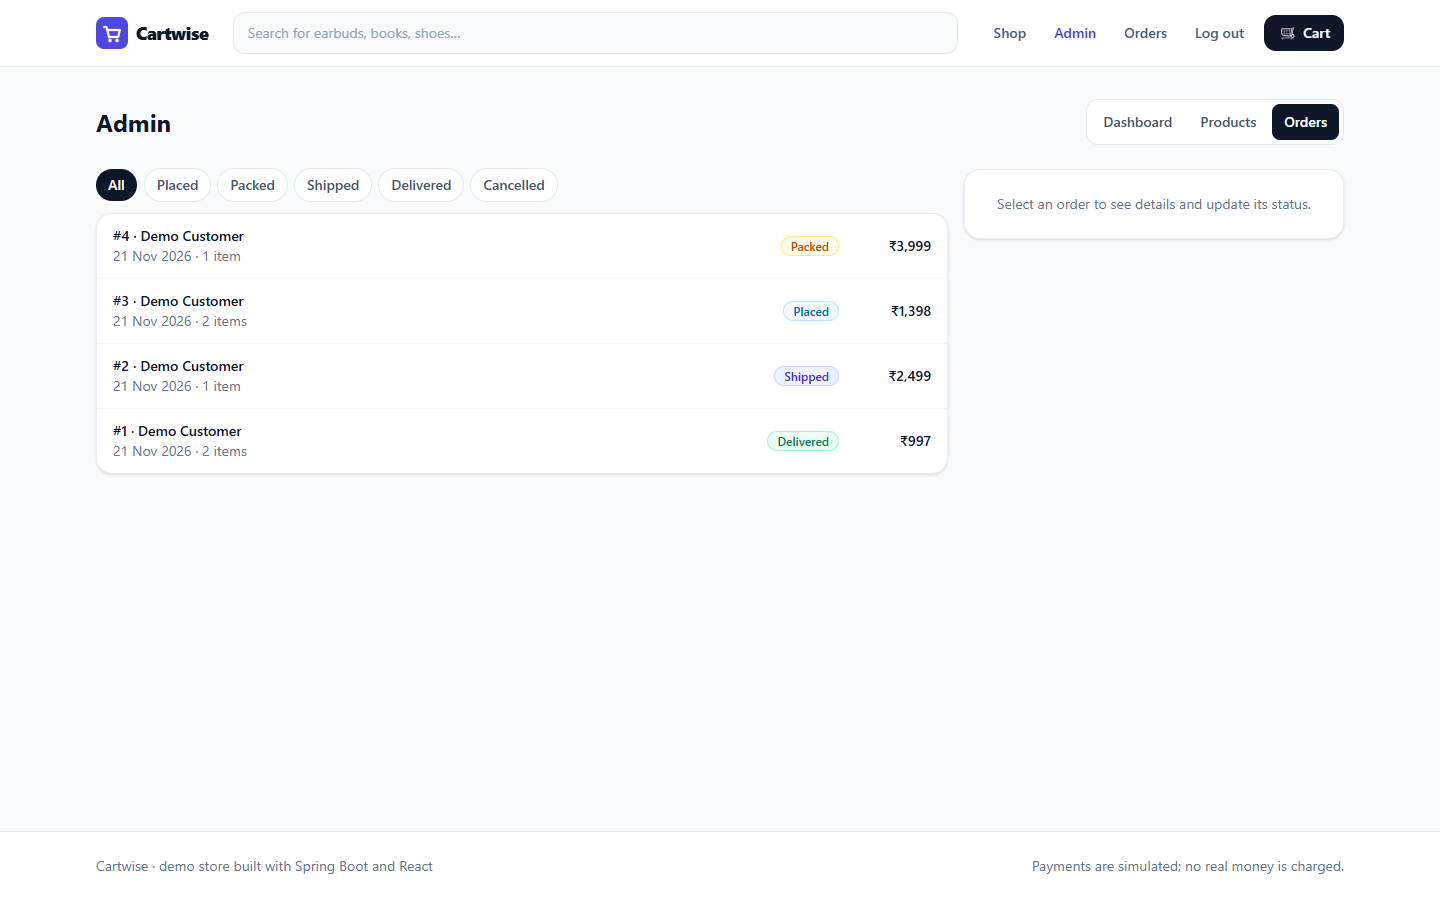 Cartwise
Search for earbuds, books, shoes...
Shop
Admin
Orders
Log out
Cart
Admin
Dashboard
Products
Orders
All
Placed
Packed
Shipped
Delivered
Cancelled
#4 · Demo Customer
21 Nov 2026 · 1 item
Packed
₹3,999
#3 · Demo Customer
21 Nov 2026 · 2 items
Placed
₹1,398
#2 · Demo Customer
21 Nov 2026 · 1 item
Shipped
₹2,499
#1 · Demo Customer
21 Nov 2026 · 2 items
Delivered
₹997
Select an order to see details and update its status.
Cartwise · demo store built with Spring Boot and React
Payments are simulated; no real money is charged.